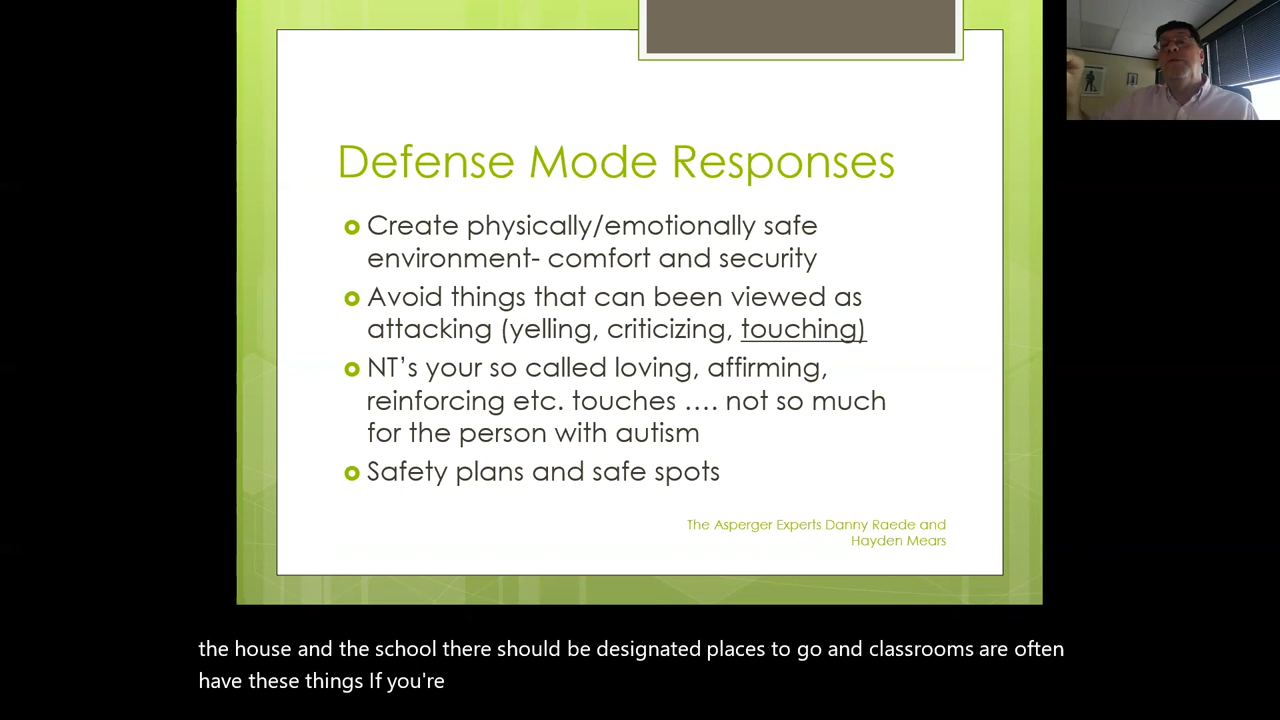 Defense Mode Responses
Create physically/emotionally safe
environment- comfort and security
Avoid things that can been viewed as
attacking (yelling, criticizing, touching)
NT's your so called loving, affirming,
reinforcing etc. touches .... not so much
for the person with autism
Safety plans and safe spots
The Asperger Experts Danny Raede and
Hayden Mears
the house and the school there should be designated places to go and classrooms are often
have these things If you're